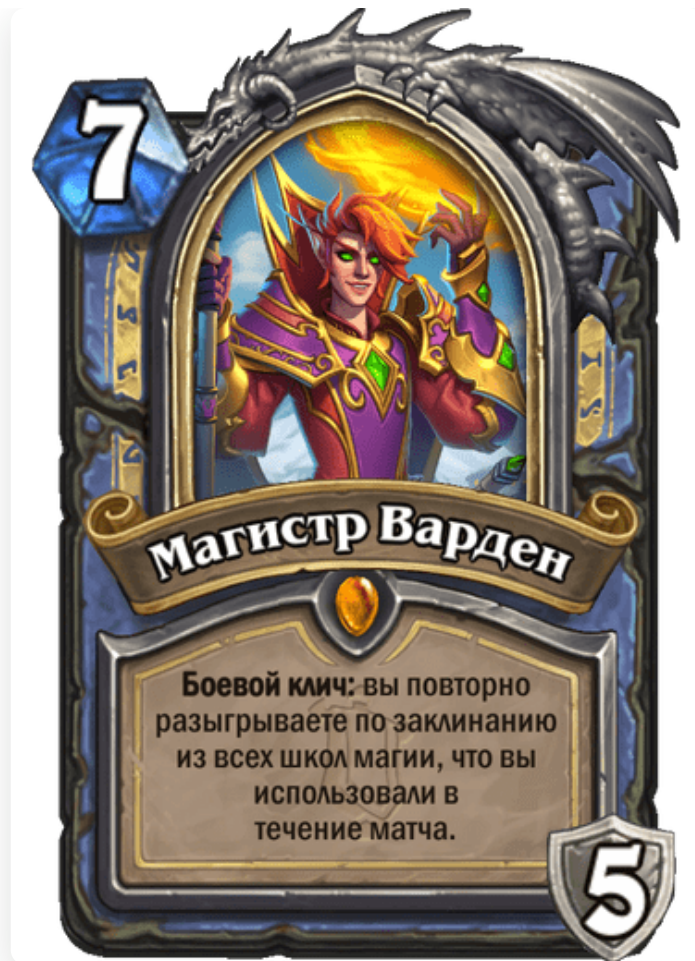 7
Магистр Варден
Боевой клич: вы повторно
разыгрываете по заклинанию
из всех школ магии, что вы
использовали в
течение матча.
5